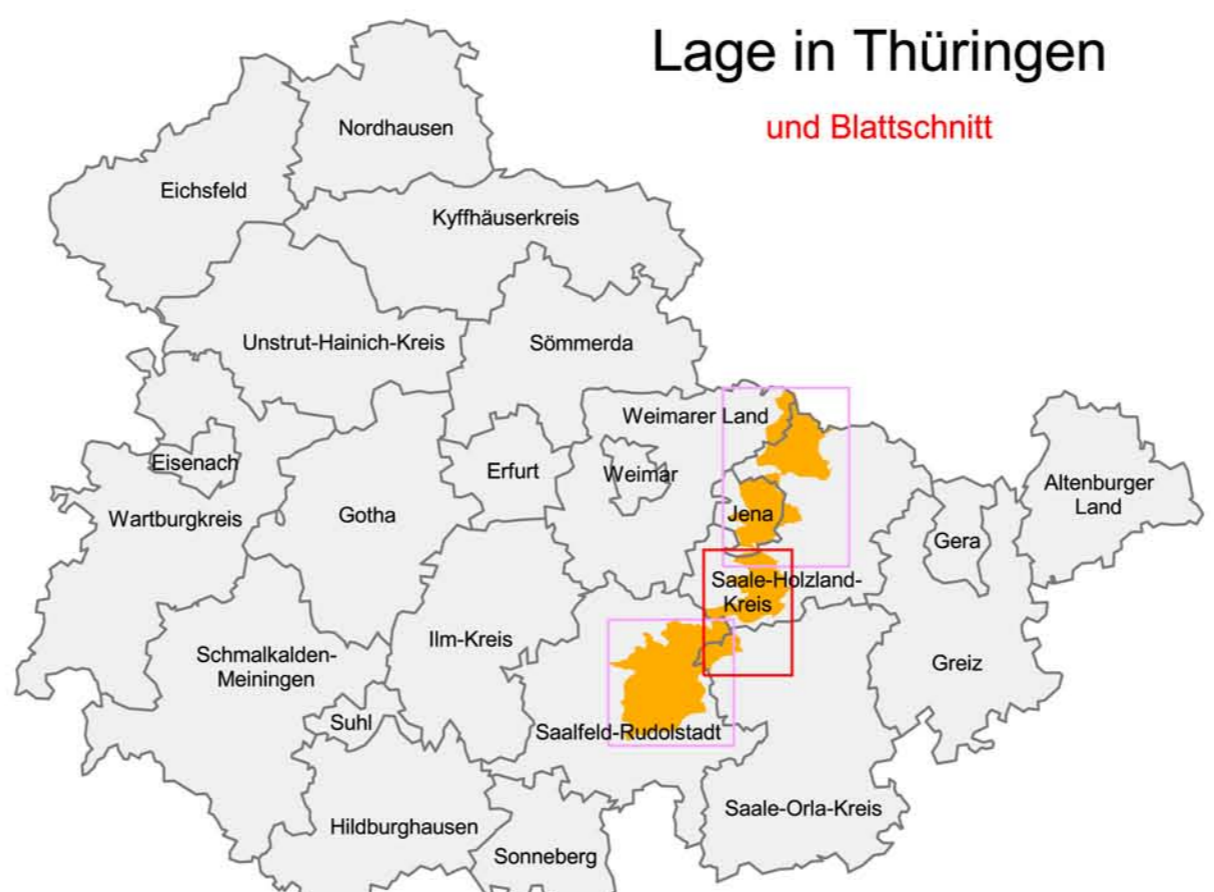 Lage in Thüringen
und Blattschnitt
Nordhausen
Eichsfeld
Kyffhäuserkreis
Unstrut-Hainich-Kreis
Sömmerda
Weimarer Land
Eisenach
Erfurt
Weimar
Altenburger
Land
Wartburgkreis
Gotha
Jena
Gera
Saale-Holzland-
Kreis
Ilm-Kreis
Schmalkalden-
Meiningen
Greiz
Suhl
Saalfeld-Rudolstadt
Saale-Orla-Kreis
Hildburghausen
Sonneberg